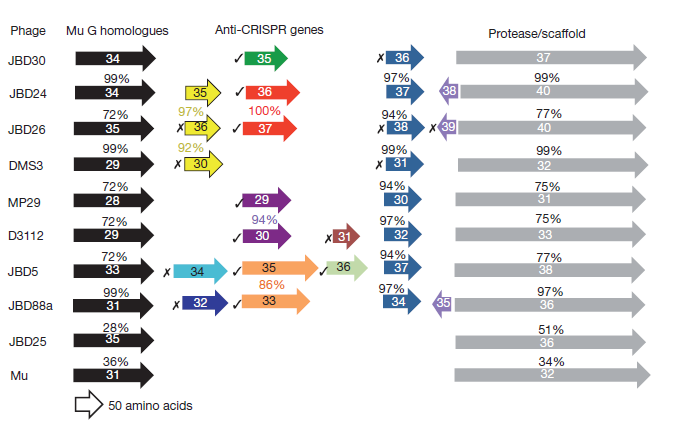 Phage Mu G homologues Anti-CRISPR genes Protease/scaffold
JBD30 34 ✓ 35 ✗ 36 37
99% 97% 99%
JBD24 34 35 ✓ 36 37 38 40
72% 97% 100% 94% 77%
JBD26 35 ✗ 36 ✓ 37 ✗ 38 ✗ 39 40
99% 92% 99% 99%
DMS3 29 ✗ 30 ✗ 31 32
72% 94% 75%
MP29 28 ✓ 29 30 31
72% 94% 97% 75%
D3112 29 ✓ 30 ✗ 31 32 33
72% 94% 77%
JBD5 33 ✗ 34 ✓ 35 ✓ 36 37 38
99% 86% 97% 97%
JBD88a 31 ✗ 32 ✓ 33 34 35 36
28% 51%
JBD25 35 36
36% 34%
Mu 31 32
50 amino acids